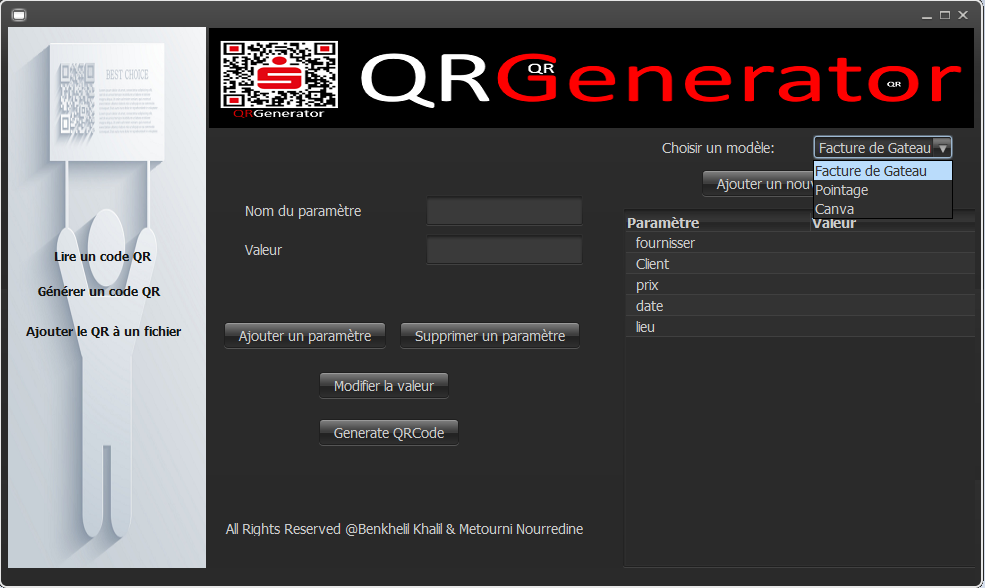 BEST CHOICE
Lire un code QR
Générer un code QR
Ajouter le QR à un fichier
QRGenerator
QRGenerator
QR
QR
Choisir un modèle:
Facture de Gateau
Facture de Gateau
Pointage
Canva
Ajouter un nouv
Nom du paramètre
Valeur
Paramètre Valeur
fournisser
Client
prix
date
lieu
Ajouter un paramètre Supprimer un paramètre
Modifier la valeur
Generate QRCode
All Rights Reserved @Benkhelil Khalil & Metourni Nourredine